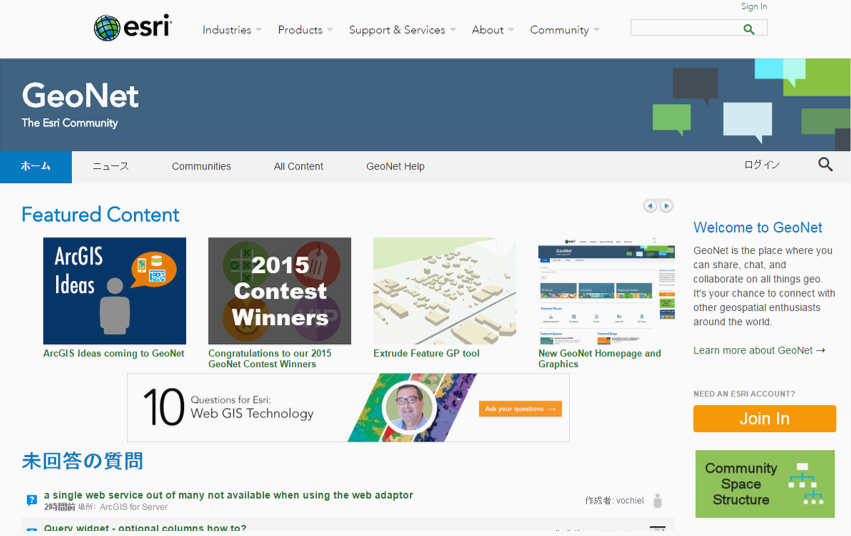 Sign In
esri
Industries Products Support & Services About Community
GeoNet
The Esri Community
ホーム ニュース Communities All Content GeoNet Help ログイン
Featured Content
ArcGIS
Ideas
2015
Contest
Winners
ArcGIS Ideas coming to GeoNet
Congratulations to our 2015
GeoNet Contest Winners
Extrude Feature GP tool
New GeoNet Homepage and
Graphics
10 Questions for Esri:
Web GIS Technology
Ask your questions →
未回答の質問
a single web service out of many not available when using the web adaptor
2時間前 場所: ArcGIS for Server
作成者: vochiel
Query widget - optional columns how to?
Welcome to GeoNet
GeoNet is the place where you
can share, chat, and
collaborate on all things geo.
It's your chance to connect with
other geospatial enthusiasts
around the world.
Learn more about GeoNet →
NEED AN ESRI ACCOUNT?
Join In
Community
Space
Structure